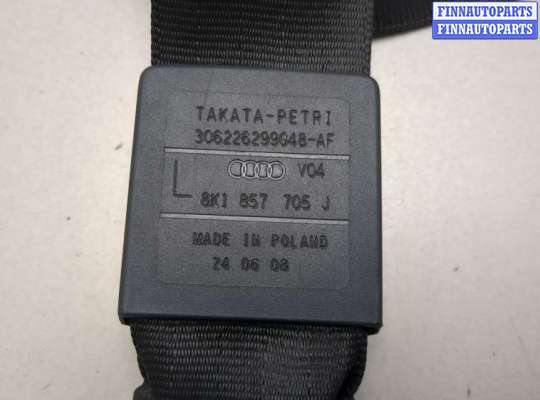 FINNAUTOPARTS
FINNAUTOPARTS
TAKATA-PETRI
306226299048-AF
V04
L
8K1 857 705 J
MADE IN POLAND
24 06 08